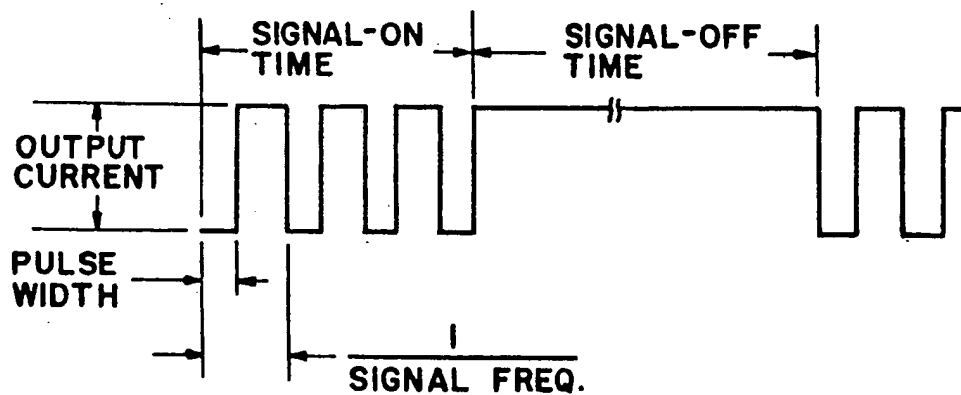 SIGNAL-ON
TIME
SIGNAL-OFF
TIME
OUTPUT
CURRENT
PULSE
WIDTH
1
SIGNAL FREQ.